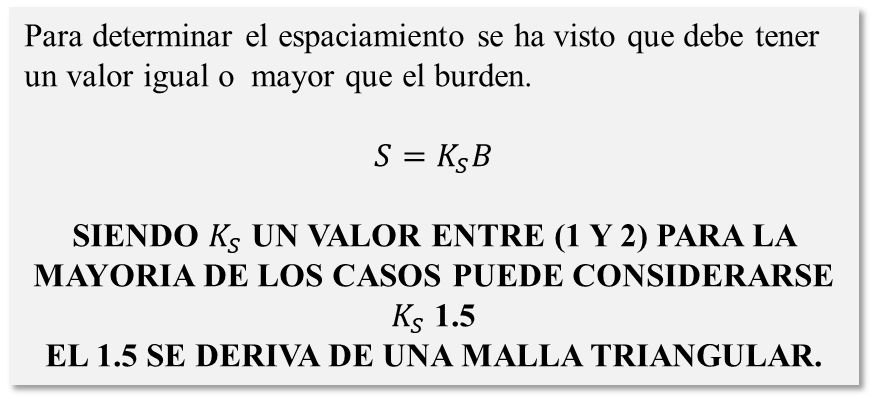 Para determinar el espaciamiento se ha visto que debe tener
un valor igual o mayor que el burden.
S = K_S B
SIENDO K_S UN VALOR ENTRE (1 Y 2) PARA LA
MAYORIA DE LOS CASOS PUEDE CONSIDERARSE
K_S 1.5
EL 1.5 SE DERIVA DE UNA MALLA TRIANGULAR.